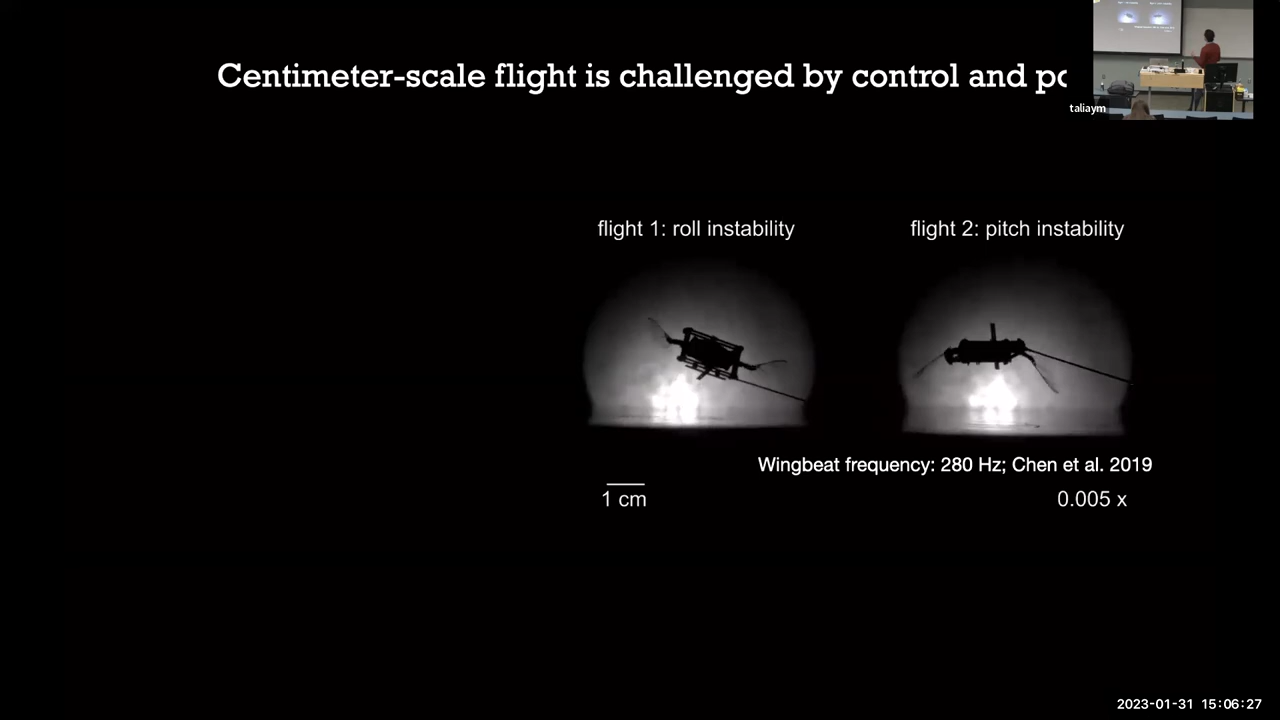 Centimeter-scale flight is challenged by control and
taliaym
flight 1: roll instability
flight 2: pitch instability
Wingbeat frequency: 280 Hz; Chen et al. 2019
1 cm
0.005 x
2023-01-31 15:06:27